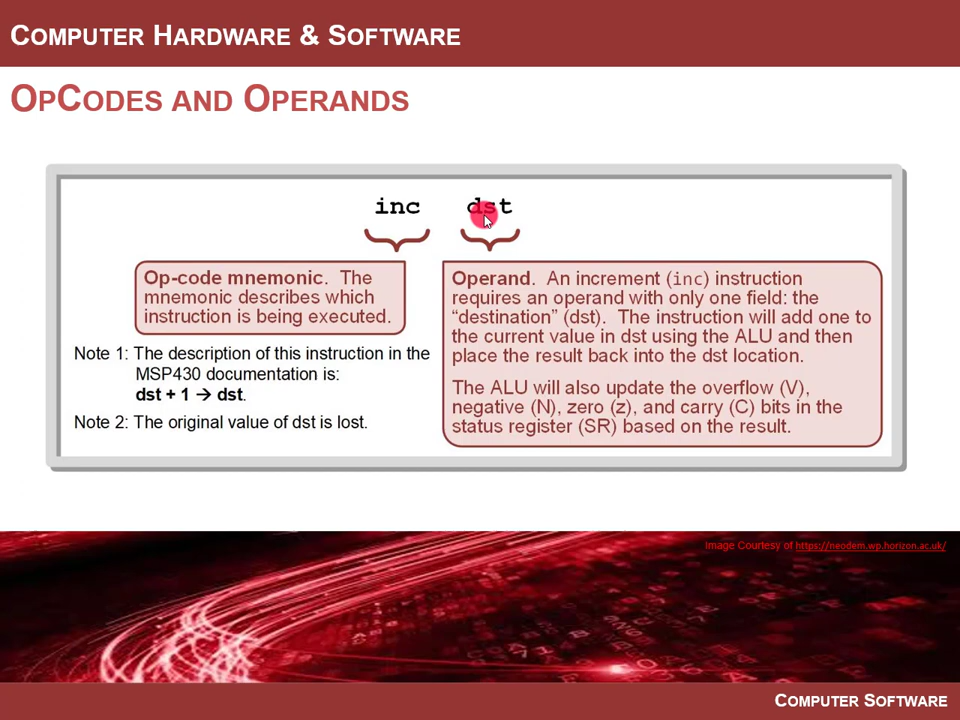 COMPUTER HARDWARE & SOFTWARE
OPCODES AND OPERANDS
inc dst
Op-code mnemonic. The
mnemonic describes which
instruction is being executed.
Note 1: The description of this instruction in the
MSP430 documentation is:
dst + 1 → dst.
Note 2: The original value of dst is lost.
Operand. An increment (inc) instruction
requires an operand with only one field: the
“destination” (dst). The instruction will add one to
the current value in dst using the ALU and then
place the result back into the dst location.
The ALU will also update the overflow (V),
negative (N), zero (z), and carry (C) bits in the
status register (SR) based on the result.
Image Courtesy of https://neodem.wp.horizon.ac.uk/
COMPUTER SOFTWARE